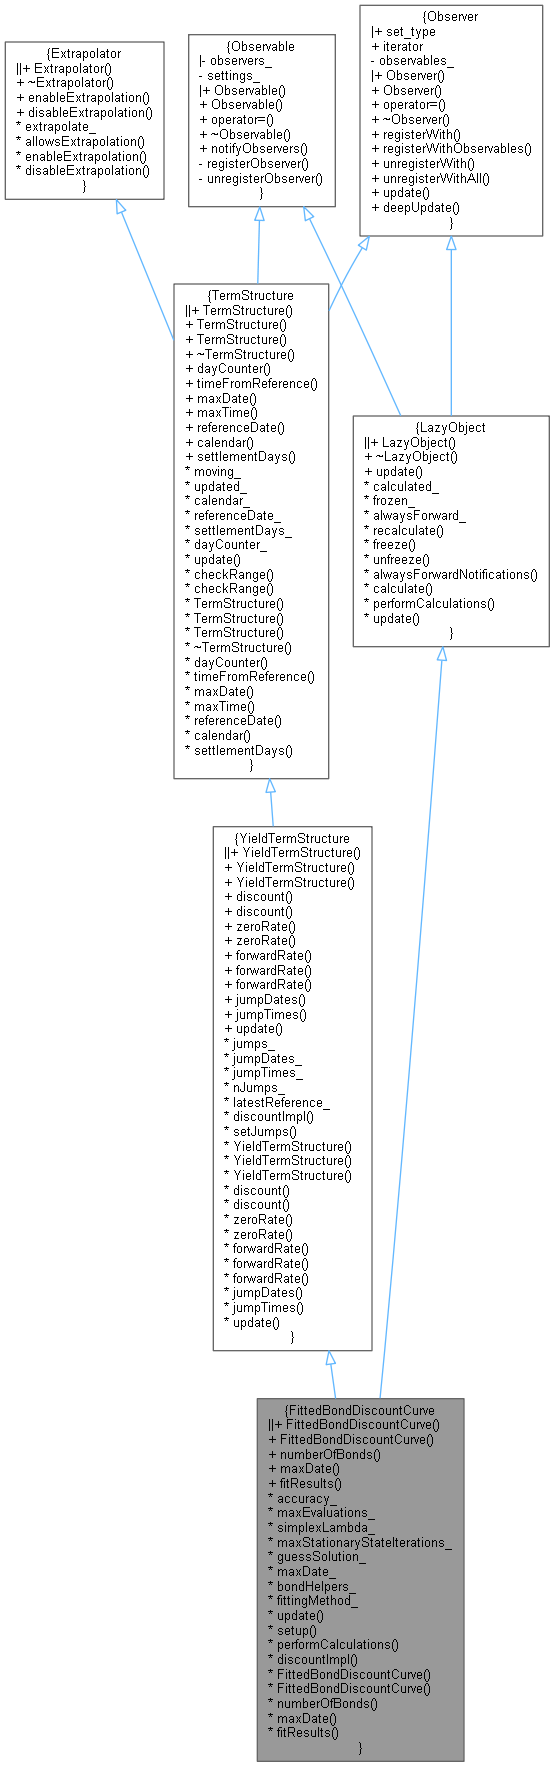 {Extrapolator
||+ Extrapolator()
+ ~Extrapolator()
+ enableExtrapolation()
+ disableExtrapolation()
* extrapolate_
* allowsExtrapolation()
* enableExtrapolation()
* disableExtrapolation()
}
{Observable
|- observers_
- settings_
|+ Observable()
+ Observable()
+ operator=()
+ ~Observable()
+ notifyObservers()
- registerObserver()
- unregisterObserver()
}
{Observer
|+ set_type
+ iterator
- observables_
|+ Observer()
+ Observer()
+ operator=()
+ ~Observer()
+ registerWith()
+ registerWithObservables()
+ unregisterWith()
+ unregisterWithAll()
+ update()
+ deepUpdate()
}
{TermStructure
||+ TermStructure()
+ TermStructure()
+ TermStructure()
+ ~TermStructure()
+ dayCounter()
+ timeFromReference()
+ maxDate()
+ maxTime()
+ referenceDate()
+ calendar()
+ settlementDays()
* moving_
* updated_
* calendar_
* referenceDate_
* settlementDays_
* dayCounter_
* update()
* checkRange()
* checkRange()
* TermStructure()
* TermStructure()
* TermStructure()
* ~TermStructure()
* dayCounter()
* timeFromReference()
* maxDate()
* maxTime()
* referenceDate()
* calendar()
* settlementDays()
}
{LazyObject
||+ LazyObject()
+ ~LazyObject()
+ update()
* calculated_
* frozen_
* alwaysForward_
* recalculate()
* freeze()
* unfreeze()
* alwaysForwardNotifications()
* calculate()
* performCalculations()
* update()
}
{YieldTermStructure
||+ YieldTermStructure()
+ YieldTermStructure()
+ YieldTermStructure()
+ discount()
+ discount()
+ zeroRate()
+ zeroRate()
+ forwardRate()
+ forwardRate()
+ forwardRate()
+ jumpDates()
+ jumpTimes()
+ update()
* jumps_
* jumpDates_
* jumpTimes_
* nJumps_
* latestReference_
* discountImpl()
* setJumps()
* YieldTermStructure()
* YieldTermStructure()
* YieldTermStructure()
* discount()
* discount()
* zeroRate()
* zeroRate()
* forwardRate()
* forwardRate()
* forwardRate()
* jumpDates()
* jumpTimes()
* update()
}
{FittedBondDiscountCurve
||+ FittedBondDiscountCurve()
+ FittedBondDiscountCurve()
+ numberOfBonds()
+ maxDate()
+ fitResults()
* accuracy_
* maxEvaluations_
* simplexLambda_
* maxStationaryStateIterations_
* guessSolution_
* maxDate_
* bondHelpers_
* fittingMethod_
* update()
* setup()
* performCalculations()
* discountImpl()
* FittedBondDiscountCurve()
* FittedBondDiscountCurve()
* numberOfBonds()
* maxDate()
* fitResults()
}